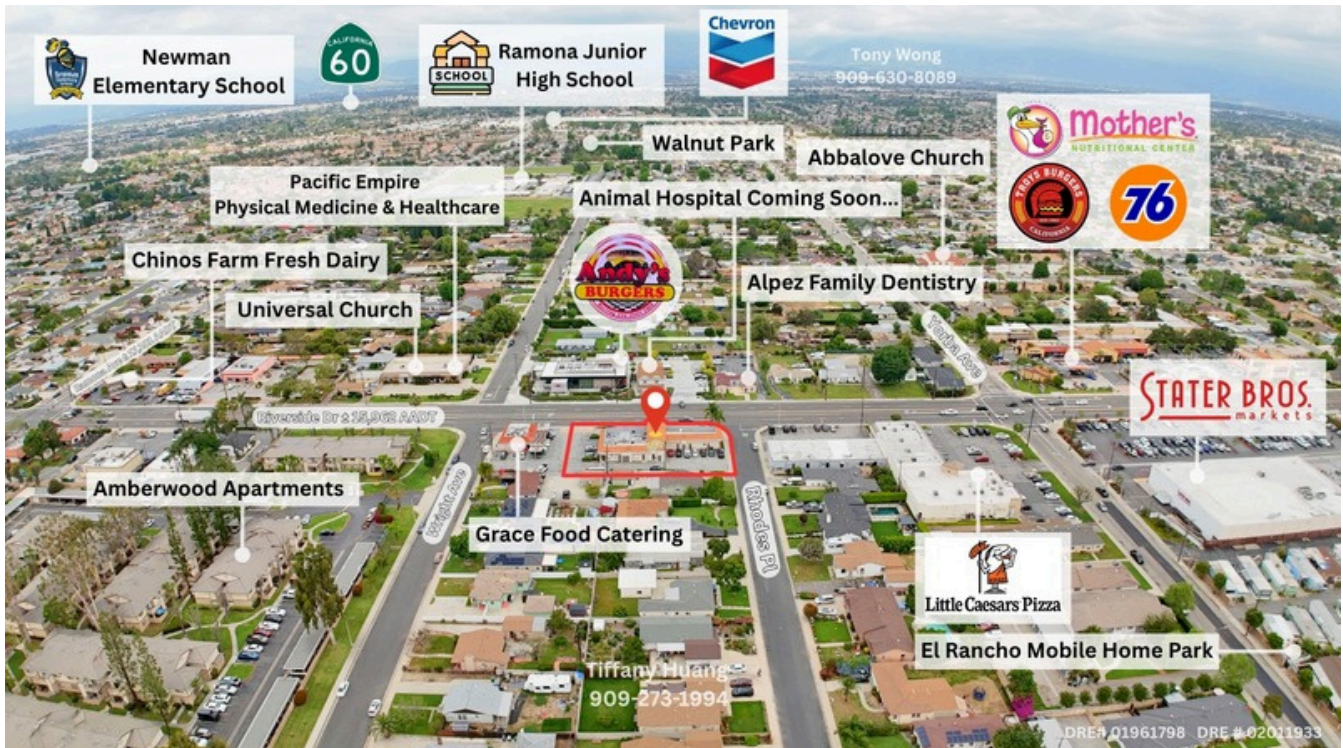 Newman
Elementary School
CALIFORNIA
60
SCHOOL
Ramona Junior
High School
Chevron
Tony Wong
909-630-8089
Mother's
NUTRITIONAL CENTER
TROYS BURGERS
CALIFORNIA
76
Walnut Park
Abbalove Church
Pacific Empire
Physical Medicine & Healthcare
Animal Hospital Coming Soon...
Andy's
BURGERS
Chinos Farm Fresh Dairy
Universal Church
Alpez Family Dentistry
Yorba Ave
STATER BROS.
markets
Riverside Dr ± 15,962 AADT
Amberwood Apartments
Wright Ave
Rhodes Pl
Grace Food Catering
Little Caesars Pizza
El Rancho Mobile Home Park
Tiffany Huang
909-273-1994
DRE# 01961798 DRE # 02011933